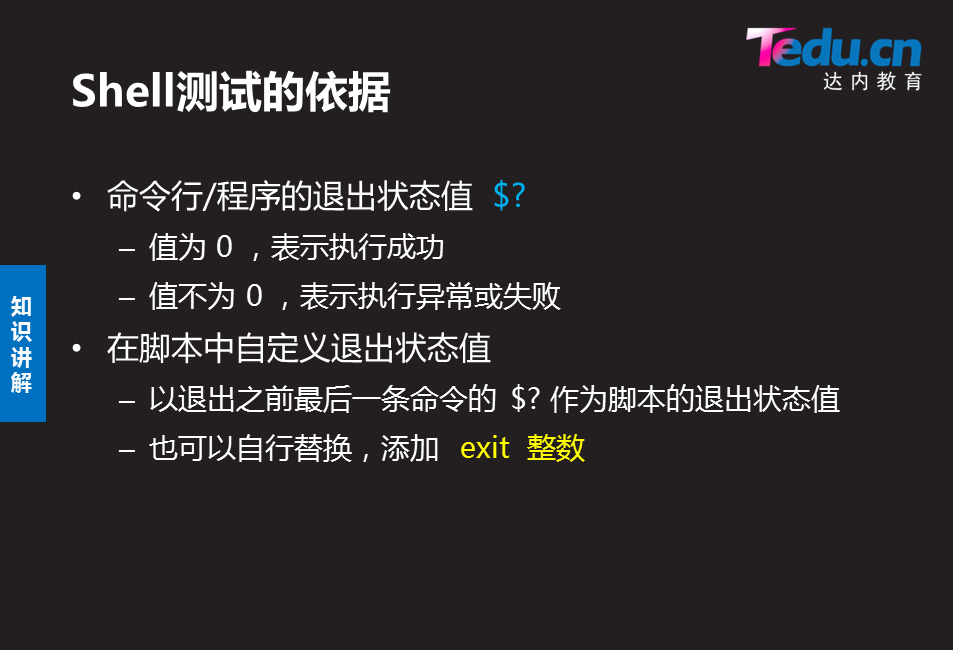 Tedu.cn
达内教育
Shell测试的依据
• 命令行/程序的退出状态值 $?
– 值为 0 ，表示执行成功
– 值不为 0 ，表示执行异常或失败
• 在脚本中自定义退出状态值
– 以退出之前最后一条命令的 $? 作为脚本的退出状态值
– 也可以自行替换，添加 exit 整数
知
识
讲
解